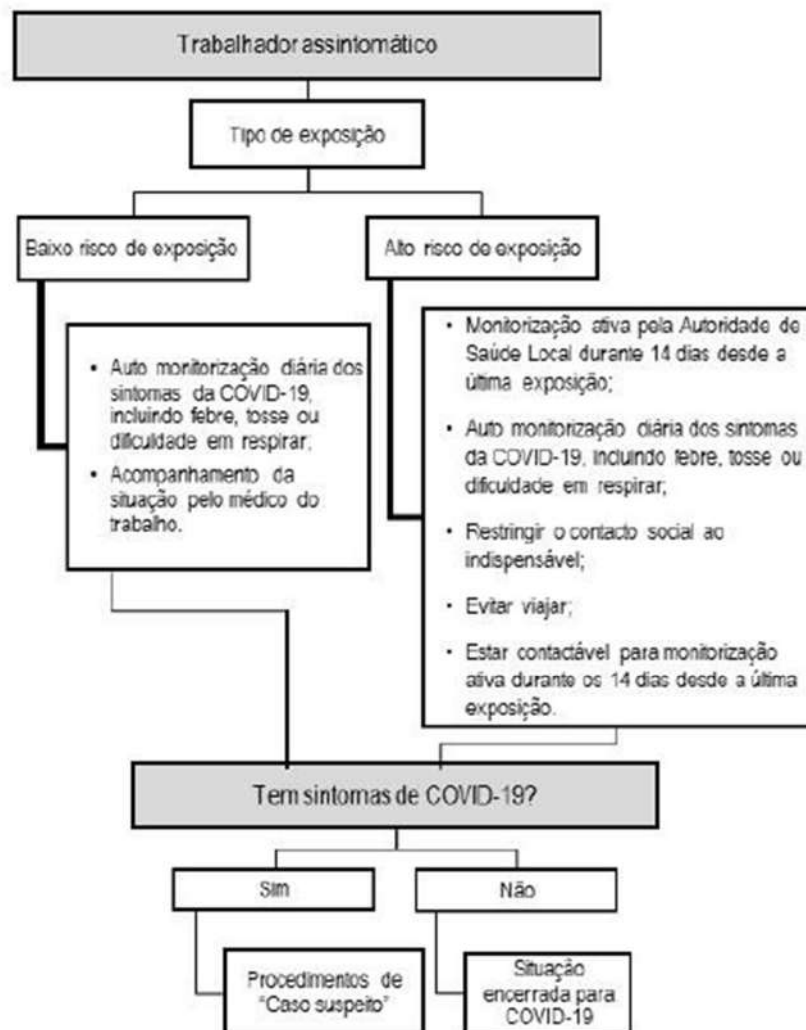 Trabalhador assintomático
Tipo de exposição
Baixo risco de exposição
Alto risco de exposição
• Auto monitorização diária dos
sintomas da COVID-19,
incluindo febre, tosse ou
dificuldade em respirar;
• Acompanhamento da
situação pelo médico do
trabalho.
• Monitorização ativa pela Autoridade de
Saúde Local durante 14 dias desde a
última exposição;
• Auto monitorização diária dos sintomas
da COVID-19, incluindo febre, tosse ou
dificuldade em respirar;
• Restringir o contacto social ao
indispensável;
• Evitar viajar;
• Estar contactável para monitorização
ativa durante os 14 dias desde a última
exposição.
Tem sintomas de COVID-19?
Sim
Não
Procedimentos de
"Caso suspeito"
Situação
encerrada para
COVID-19